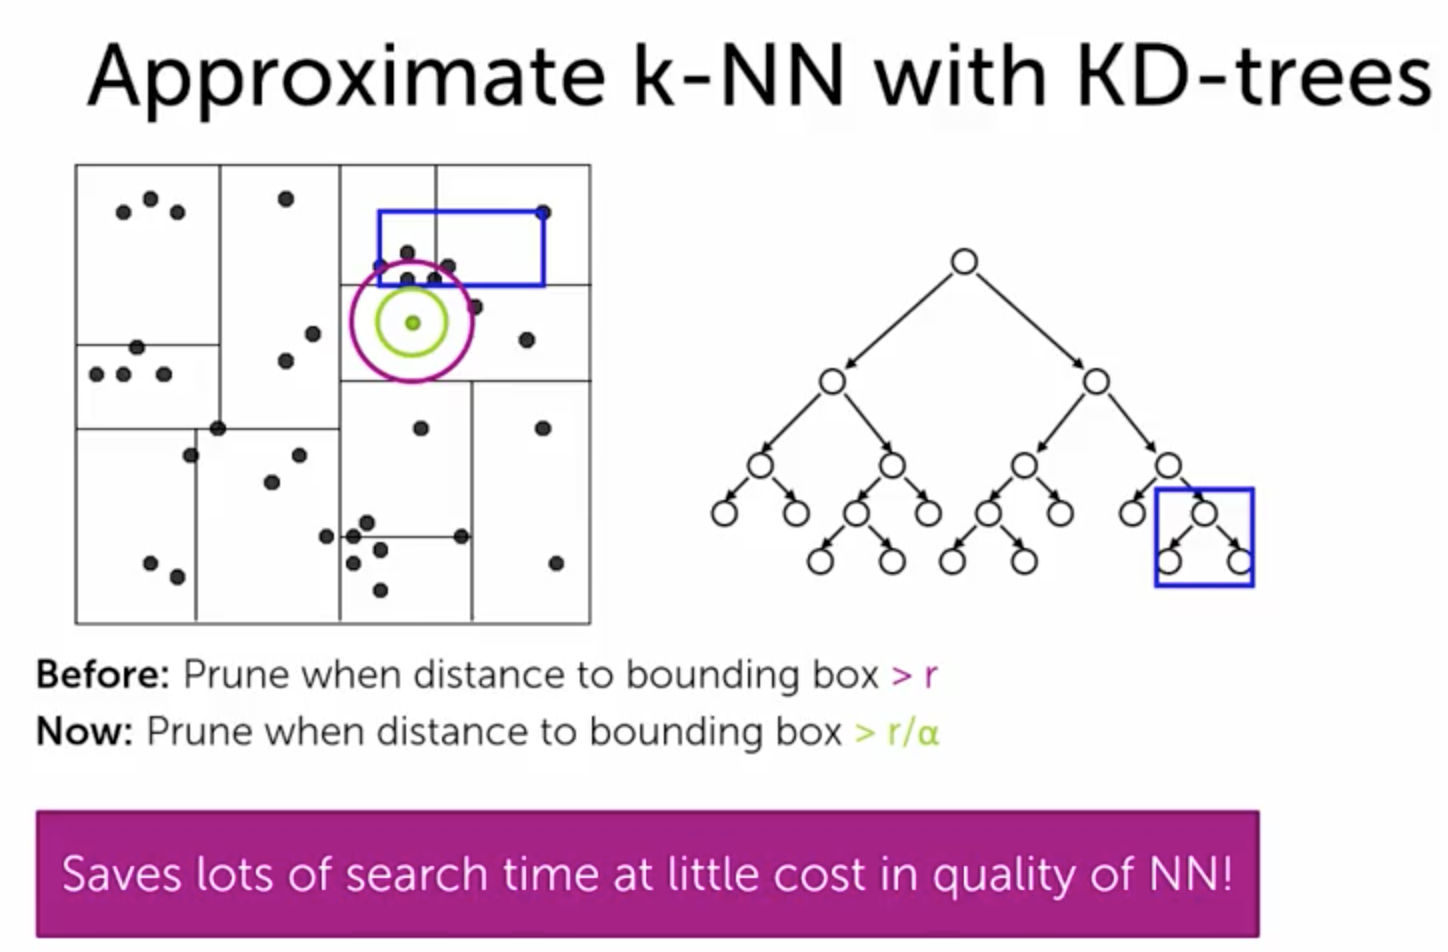 Approximate k-NN with KD-trees
Before: Prune when distance to bounding box > r
Now: Prune when distance to bounding box > r/α
Saves lots of search time at little cost in quality of NN!